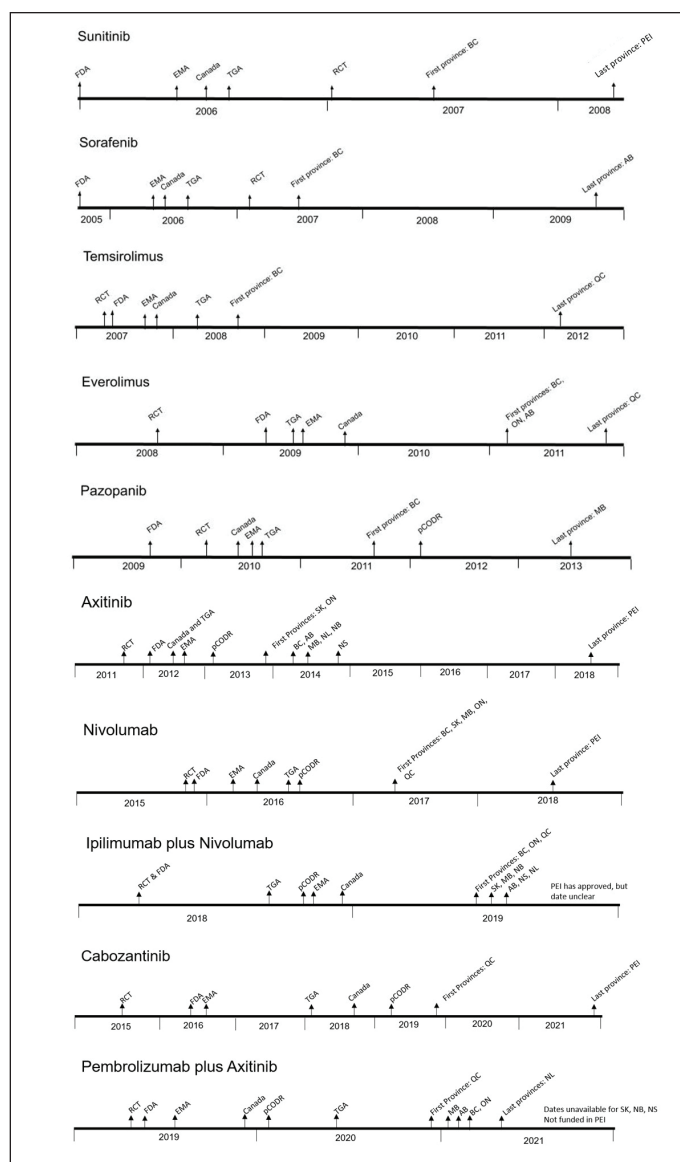 Sunitinib
FDA
EMA
Canada
TGA
RCT
First province: BC
Last province: PEI
2006
2007
2008
Sorafenib
FDA
EMA
Canada
TGA
RCT
First province: BC
Last province: AB
2005
2006
2007
2008
2009
Temsirolimus
RCT
FDA
EMA
Canada
TGA
First province: BC
Last province: QC
2007
2008
2009
2010
2011
2012
Everolimus
RCT
FDA
TGA
EMA
Canada
First provinces: BC,
ON, AB
Last province: QC
2008
2009
2010
2011
Pazopanib
FDA
RCT
Canada
EMA
TGA
First province: BC
pCODR
Last province: MB
2009
2010
2011
2012
2013
Axitinib
RCT
FDA
Canada and TGA
EMA
pCODR
First Provinces: SK, ON
BC, AB
MB, NL, NB
NS
Last province: PEI
2011
2012
2013
2014
2015
2016
2017
2018
Nivolumab
RCT
FDA
EMA
Canada
TGA
pCODR
First Provinces: BC, SK, MB, ON,
QC
Last province: PEI
2015
2016
2017
2018
Ipilimumab plus Nivolumab
RCT & FDA
TGA
pCODR
EMA
Canada
First Provinces: BC, ON, QC
SK, MB, NB
AB, NS, NL
PEI has approved, but
date unclear
2018
2019
Cabozantinib
RCT
FDA
EMA
TGA
Canada
pCODR
First Provinces: QC
Last province: PEI
2015
2016
2017
2018
2019
2020
2021
Pembrolizumab plus Axitinib
RCT
FDA
EMA
Canada
pCODR
TGA
First Province: QC
MB
AB
BC, ON
Last provinces: NL
Dates unavailable for SK, NB, NS
Not funded in PEI
2019
2020
2021